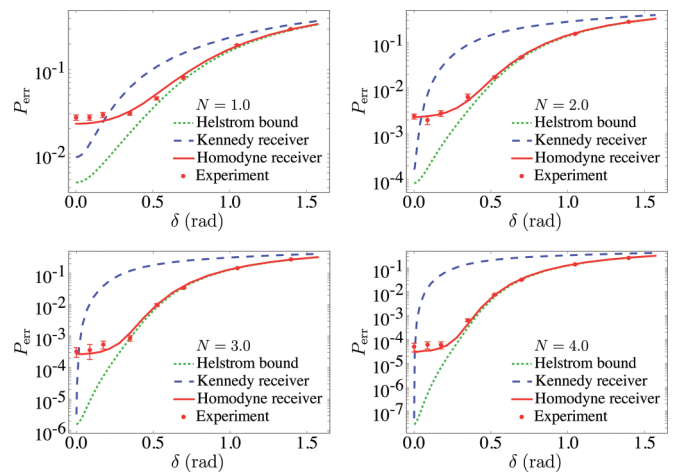 10⁻¹
10⁻²
P_err
N = 1.0
Helstrom bound
Kennedy receiver
Homodyne receiver
Experiment
0.0 0.5 1.0 1.5
δ (rad)
10⁻¹
10⁻²
10⁻³
10⁻⁴
P_err
N = 2.0
Helstrom bound
Kennedy receiver
Homodyne receiver
Experiment
0.0 0.5 1.0 1.5
δ (rad)
10⁻¹
10⁻²
10⁻³
10⁻⁴
10⁻⁵
10⁻⁶
P_err
N = 3.0
Helstrom bound
Kennedy receiver
Homodyne receiver
Experiment
0.0 0.5 1.0 1.5
δ (rad)
10⁻¹
10⁻²
10⁻³
10⁻⁴
10⁻⁵
10⁻⁶
10⁻⁷
P_err
N = 4.0
Helstrom bound
Kennedy receiver
Homodyne receiver
Experiment
0.0 0.5 1.0 1.5
δ (rad)